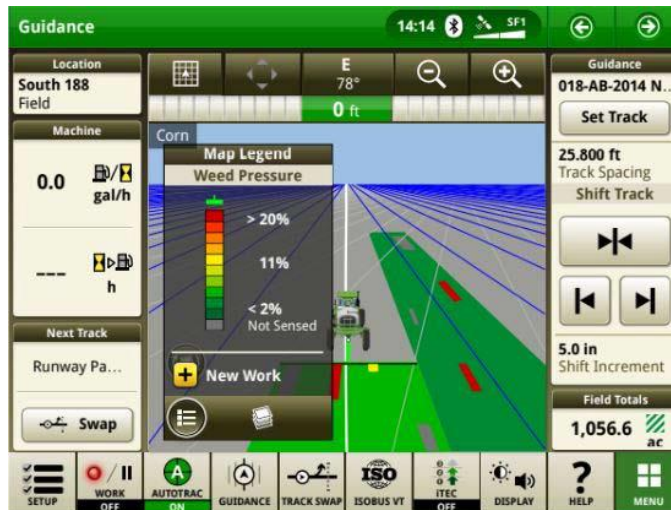 Guidance
14:14
SF1
Location
South 188
Field
Machine
0.0
gal/h
---
h
Next Track
Runway Pa...
Swap
E
78°
0 ft
Corn
Map Legend
Weed Pressure
> 20%
11%
< 2%
Not Sensed
New Work
Guidance
018-AB-2014 N..
Set Track
25.800 ft
Track Spacing
Shift Track
5.0 in
Shift Increment
Field Totals
1,056.6 ac
SETUP
WORK
OFF
A
AUTOTRAC
ON
GUIDANCE
TRACK SWAP
ISO
ISOBUS VT
iTEC
OFF
DISPLAY
?
HELP
MENU